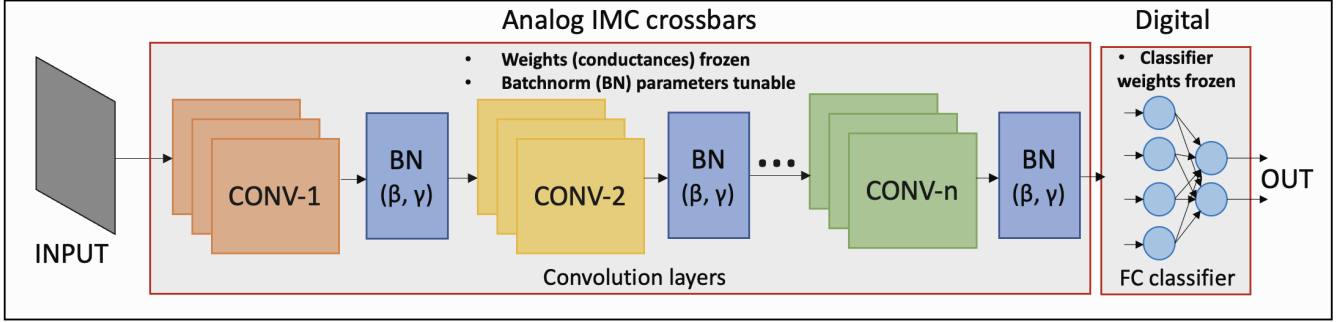 Analog IMC crossbars
Digital
• Weights (conductances) frozen
• Batchnorm (BN) parameters tunable
• Classifier
weights frozen
INPUT
CONV-1
BN
(β, γ)
CONV-2
BN
(β, γ)
CONV-n
BN
(β, γ)
OUT
Convolution layers
FC classifier